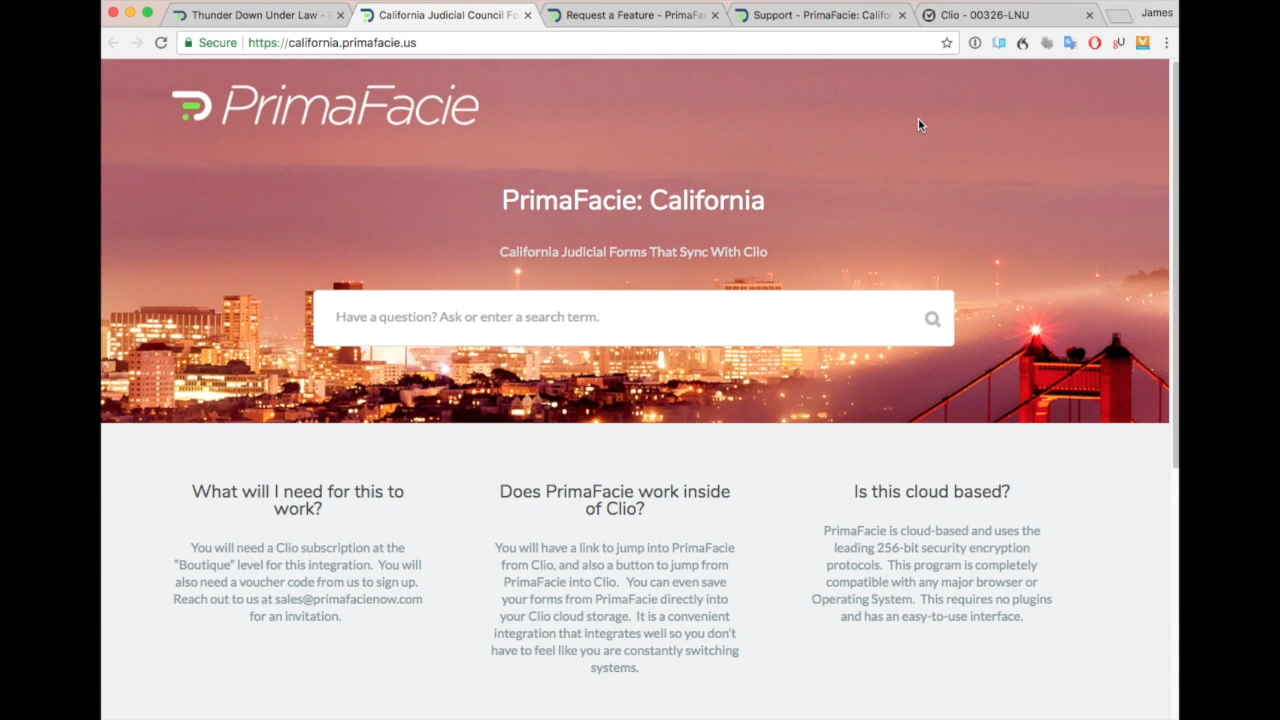 Thunder Down Under Law -
California Judicial Council Fo
Request a Feature - PrimaFac
Support - PrimaFacie: Califor
Clio - 00326-LNU
James
Secure
https://california.primafacie.us
PrimaFacie
PrimaFacie: California
California Judicial Forms That Sync With Clio
Have a question? Ask or enter a search term.
What will I need for this to
work?
You will need a Clio subscription at the
"Boutique" level for this integration. You will
also need a voucher code from us to sign up.
Reach out to us at sales@primafacienow.com
for an invitation.
Does PrimaFacie work inside
of Clio?
You will have a link to jump into PrimaFacie
from Clio, and also a button to jump from
PrimaFacie into Clio. You can even save
your forms from PrimaFacie directly into
your Clio cloud storage. It is a convenient
integration that integrates well so you don't
have to feel like you are constantly switching
systems.
Is this cloud based?
PrimaFacie is cloud-based and uses the
leading 256-bit security encryption
protocols. This program is completely
compatible with any major browser or
Operating System. This requires no plugins
and has an easy-to-use interface.